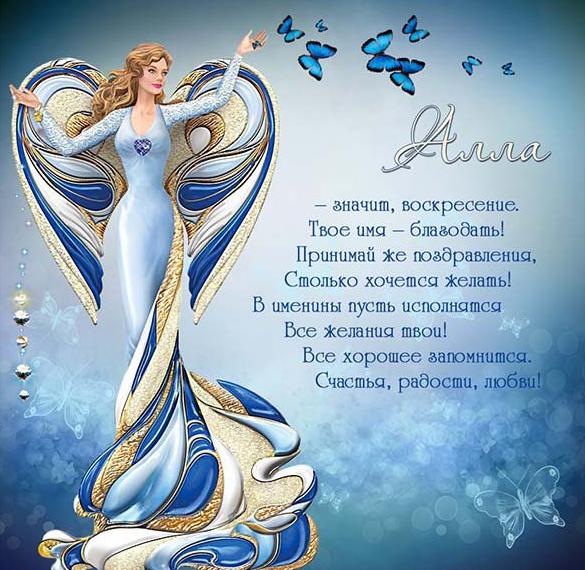 Алла
– значит, воскресение.
Твое имя – благодать!
Принимай же поздравления,
Столько хочется желать!
В именины пусть исполнятся
Все желания твои!
Все хорошее запомнится.
Счастья, радости, любви!